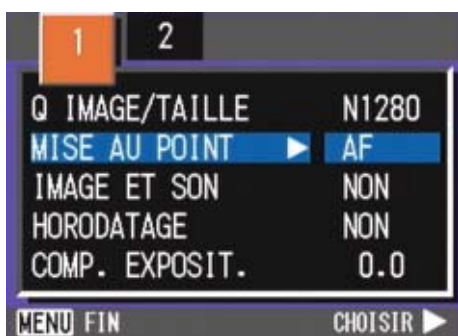 1 2
Q IMAGE/TAILLE N1280
MISE AU POINT ▶ AF
IMAGE ET SON NON
HORODATAGE NON
COMP. EXPOSIT. 0.0
MENU FIN CHOISIR ▶